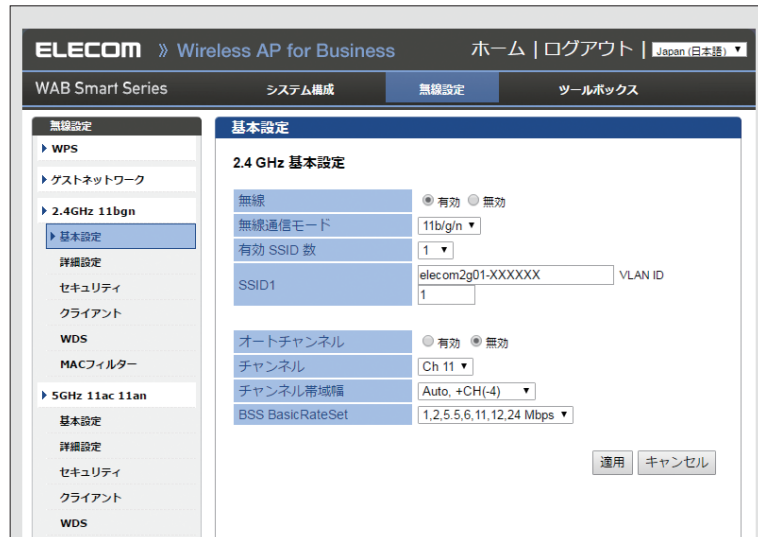 ELECOM 》 Wireless AP for Business ホーム | ログアウト | Japan (日本語)
WAB Smart Series システム構成 無線設定 ツールボックス
無線設定
WPS
ゲストネットワーク
2.4GHz 11bgn
基本設定
詳細設定
セキュリティ
クライアント
WDS
MACフィルター
5GHz 11ac 11an
基本設定
詳細設定
セキュリティ
クライアント
WDS
基本設定
2.4 GHz 基本設定
無線 有効 無効
無線通信モード 11b/g/n
有効 SSID 数 1
SSID1 elecom2g01-XXXXXX VLAN ID
1
オートチャンネル 有効 無効
チャンネル Ch 11
チャンネル帯域幅 Auto, +CH(-4)
BSS BasicRateSet 1,2,5.5,6,11,12,24 Mbps
適用 キャンセル